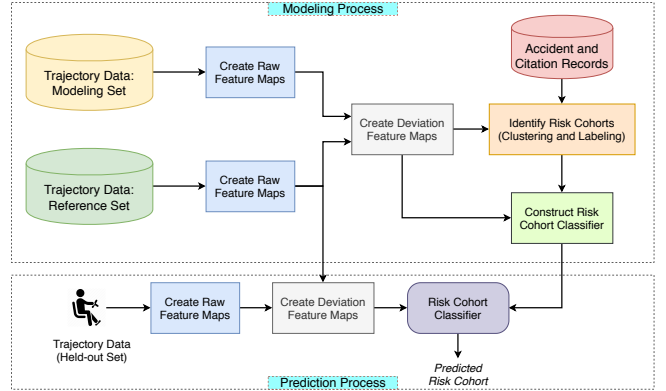 Modeling Process
Trajectory Data:
Modeling Set
Create Raw
Feature Maps
Accident and
Citation Records
Create Deviation
Feature Maps
Identify Risk Cohorts
(Clustering and Labeling)
Trajectory Data:
Reference Set
Create Raw
Feature Maps
Construct Risk
Cohort Classifier
Trajectory Data
(Held-out Set)
Create Raw
Feature Maps
Create Deviation
Feature Maps
Risk Cohort
Classifier
Predicted
Risk Cohort
Prediction Process